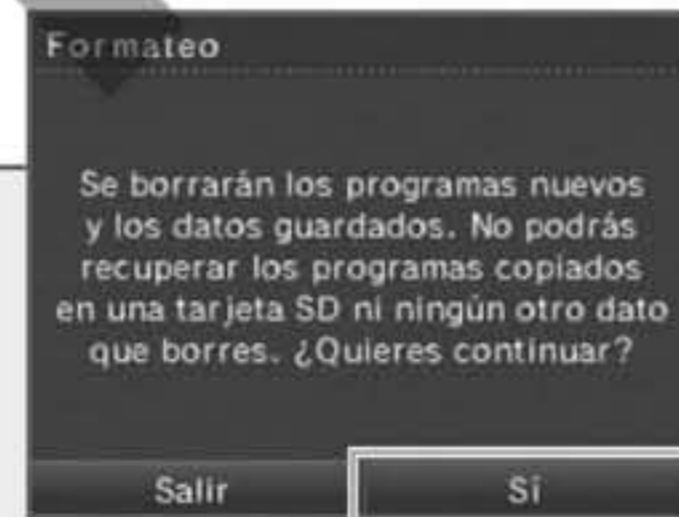 Formateo
Se borrarán los programas nuevos
y los datos guardados. No podrás
recuperar los programas copiados
en una tarjeta SD ni ningún otro dato
que borres. ¿Quieres continuar?
Salir
Sí